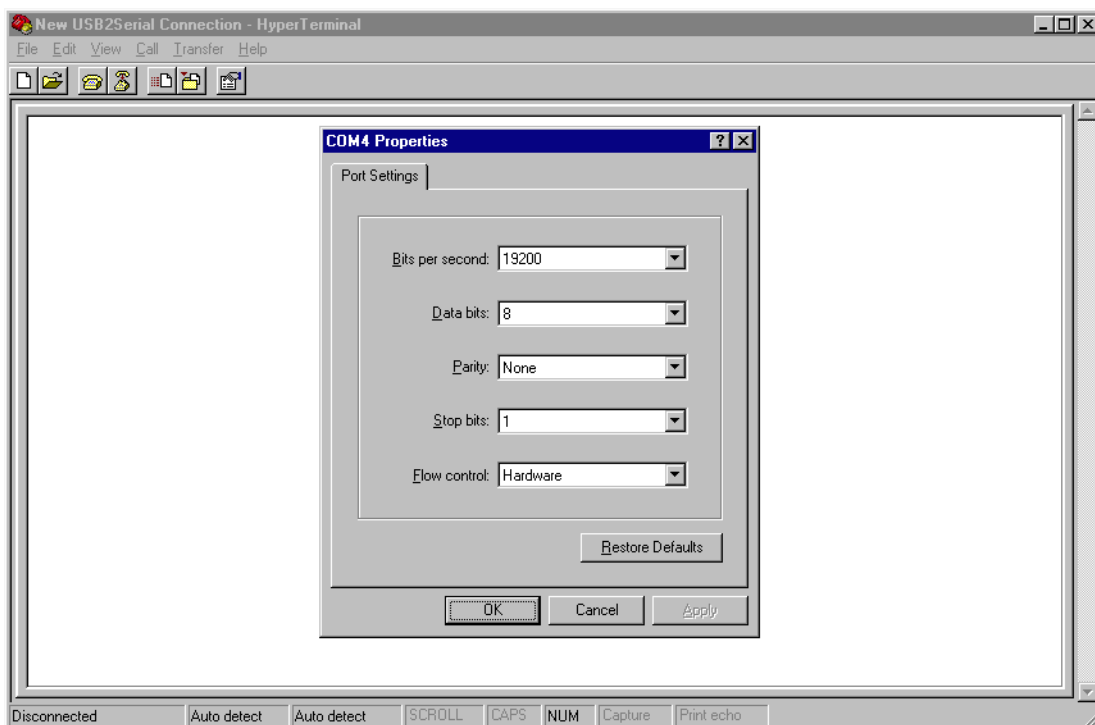 New USB2Serial Connection - HyperTerminal
File Edit View Call Transfer Help
COM4 Properties
Port Settings
Bits per second: 19200
Data bits: 8
Parity: None
Stop bits: 1
Flow control: Hardware
Restore Defaults
OK Cancel Apply
Disconnected Auto detect Auto detect SCROLL CAPS NUM Capture Print echo